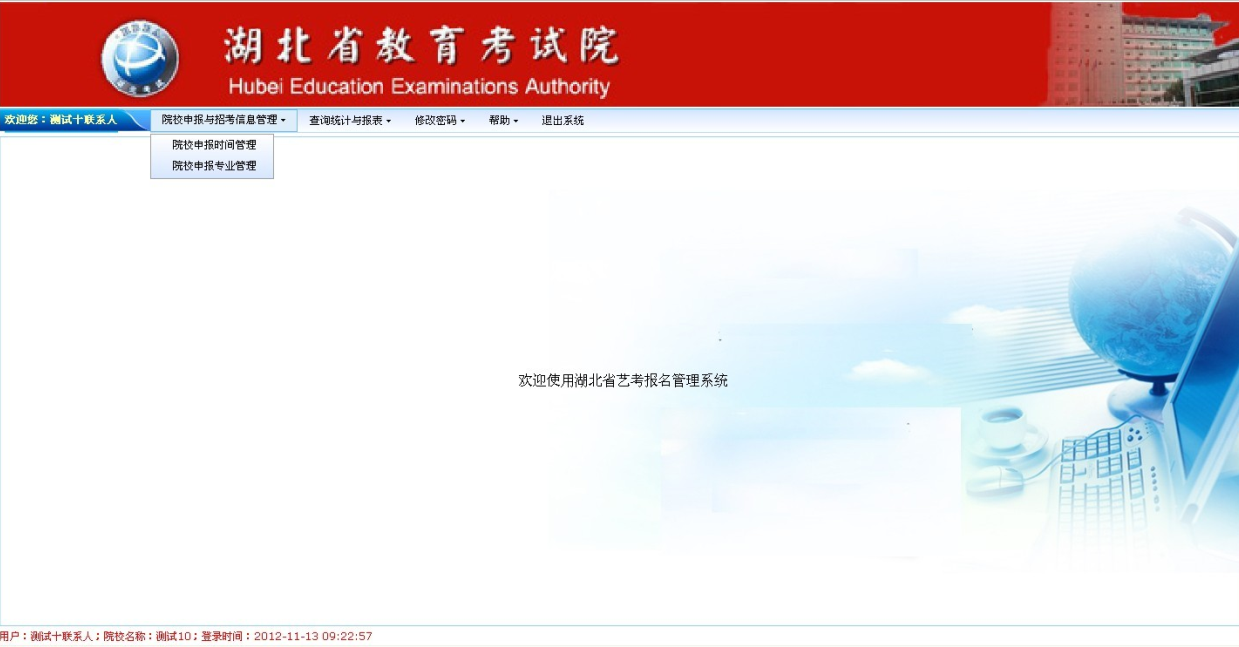 湖北省教育考试院
Hubei Education Examinations Authority
欢迎您：测试十联系人 院校申报与招考信息管理 查询统计与报表 修改密码 帮助 退出系统
院校申报时间管理
院校申报专业管理
欢迎使用湖北省艺考报名管理系统
用户：测试十联系人；院校名称：测试10；登录时间：2012-11-13 09:22:57